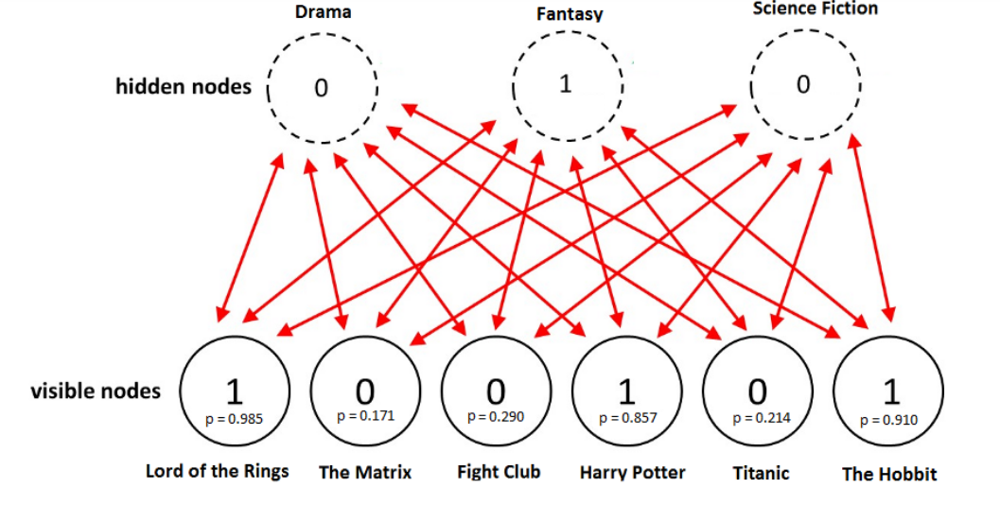 Drama
Fantasy
Science Fiction
hidden nodes
0
1
0
visible nodes
1
p = 0.985
0
p = 0.171
0
p = 0.290
1
p = 0.857
0
p = 0.214
1
p = 0.910
Lord of the Rings
The Matrix
Fight Club
Harry Potter
Titanic
The Hobbit